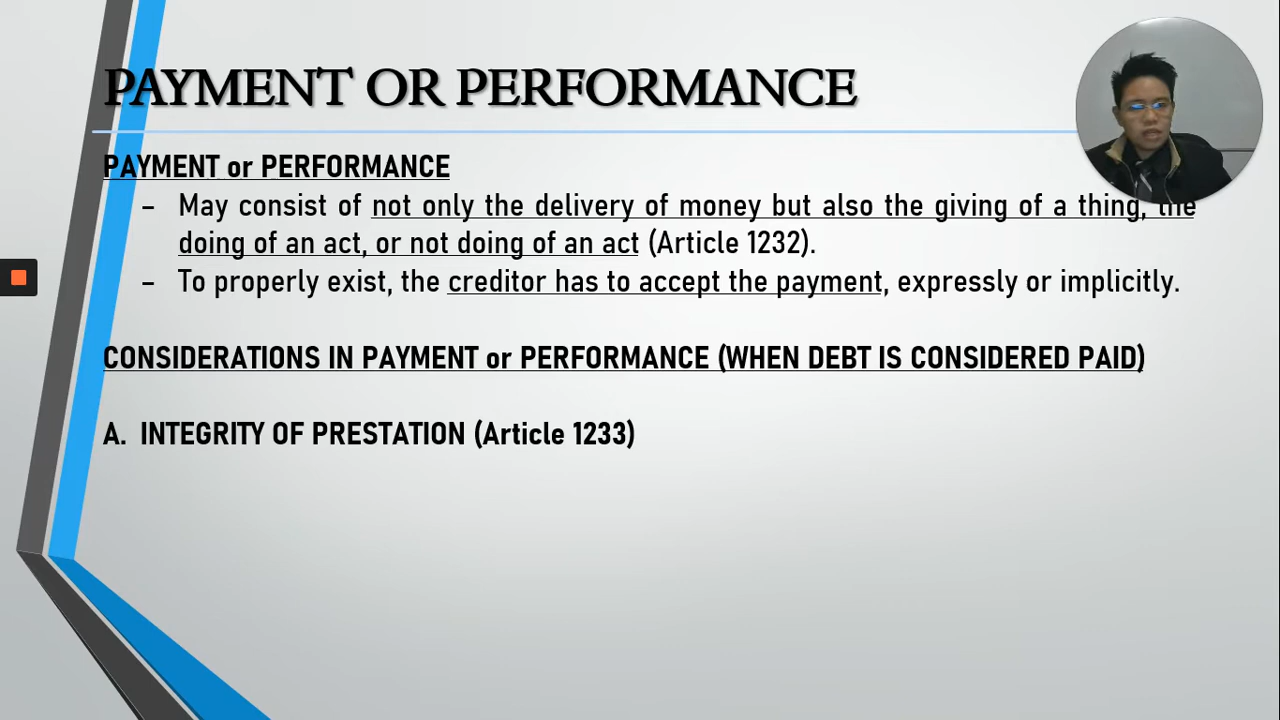 PAYMENT OR PERFORMANCE
PAYMENT or PERFORMANCE
– May consist of not only the delivery of money but also the giving of a thing, the
doing of an act, or not doing of an act (Article 1232).
– To properly exist, the creditor has to accept the payment, expressly or implicitly.
CONSIDERATIONS IN PAYMENT or PERFORMANCE (WHEN DEBT IS CONSIDERED PAID)
A. INTEGRITY OF PRESTATION (Article 1233)